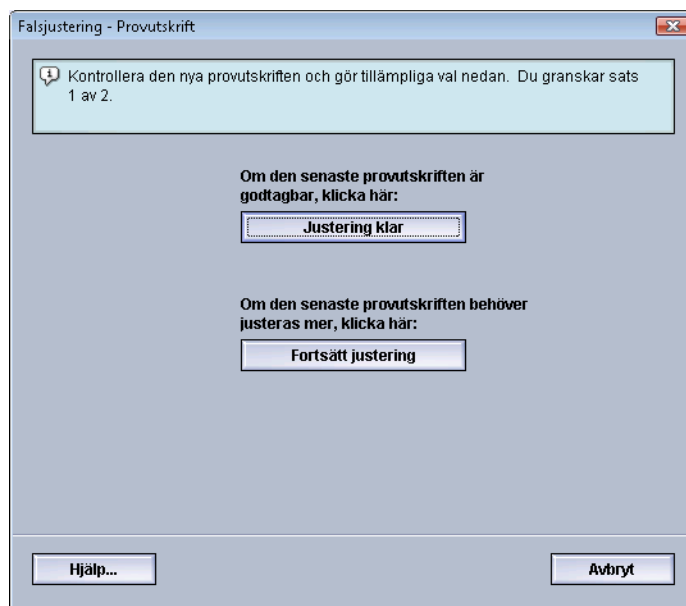 Falsjustering - Provutskrift
Kontrollera den nya provutskriften och gör tillämpliga val nedan.  Du granskar sats
1 av 2.
Om den senaste provutskriften är
godtagbar, klicka här:
Justering klar
Om den senaste provutskriften behöver
justeras mer, klicka här:
Fortsätt justering
Hjälp...
Avbryt